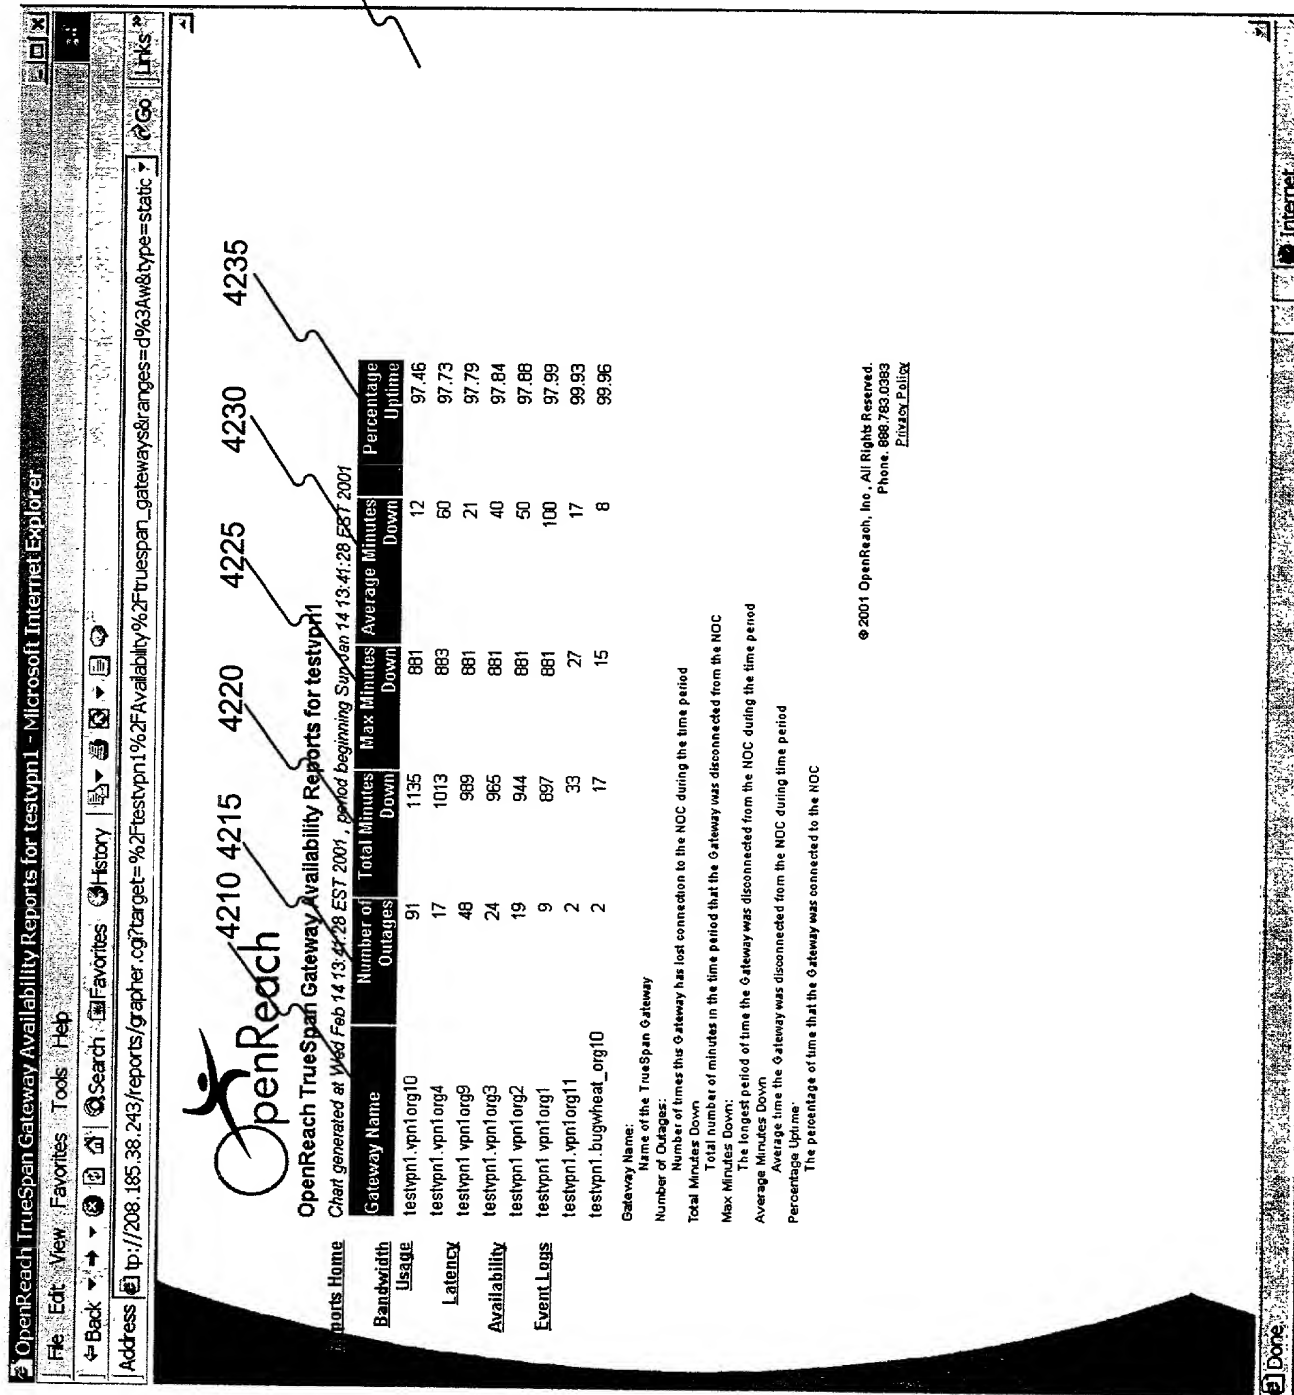 OpenReach TrueSpan Gateway Availability Reports for testvpn1 - Microsoft Internet Explorer
File Edit View Favorites Tools Help
Back Search Favorites History
Address tp://208.185.38.243/reports/grapher.cgi?target=%2Ftestvpn1%2FAvailability%2Ftruespan_gateways&ranges=d%3Aw&type=static Go Links »
4210 4215 4220 4225 4230 4235
OpenReach
OpenReach TrueSpan Gateway Availability Reports for testvpn1
Chart generated at Wed Feb 14 13:41:28 EST 2001 , period beginning Sun Jan 14 13:41:28 EST 2001
ports Home
Bandwidth Usage
Latency
Availability
Event Logs
Gateway Name Number of Outages Total Minutes Down Max Minutes Down Average Minutes Down Percentage Uptime
testvpn1.vpn1org10 91 1135 881 12 97.46
testvpn1.vpn1org4 17 1013 883 60 97.73
testvpn1 vpn1org9 48 989 881 21 97.79
testvpn1.vpn1org3 24 965 881 40 97.84
testvpn1 vpn1org2 19 944 881 50 97.88
testvpn1 vpn1org1 9 897 881 100 97.99
testvpn1.vpn1org11 2 33 27 17 99.93
testvpn1.bugwheat_org10 2 17 15 8 99.96
Gateway Name:
Name of the TrueSpan Gateway
Number of Outages:
Number of times this Gateway has lost connection to the NOC during the time period
Total Minutes Down
Total number of minutes in the time period that the Gateway was disconnected from the NOC
Max Minutes Down:
The longest period of time the Gateway was disconnected from the NOC during the time period
Average Minutes Down
Average time the Gateway was disconnected from the NOC during time period
Percentage Uptime:
The percentage of time that the Gateway was connected to the NOC
© 2001 OpenReach, Inc, All Rights Reserved.
Phone. 888.783.0383
Privacy Policy
Done Internet